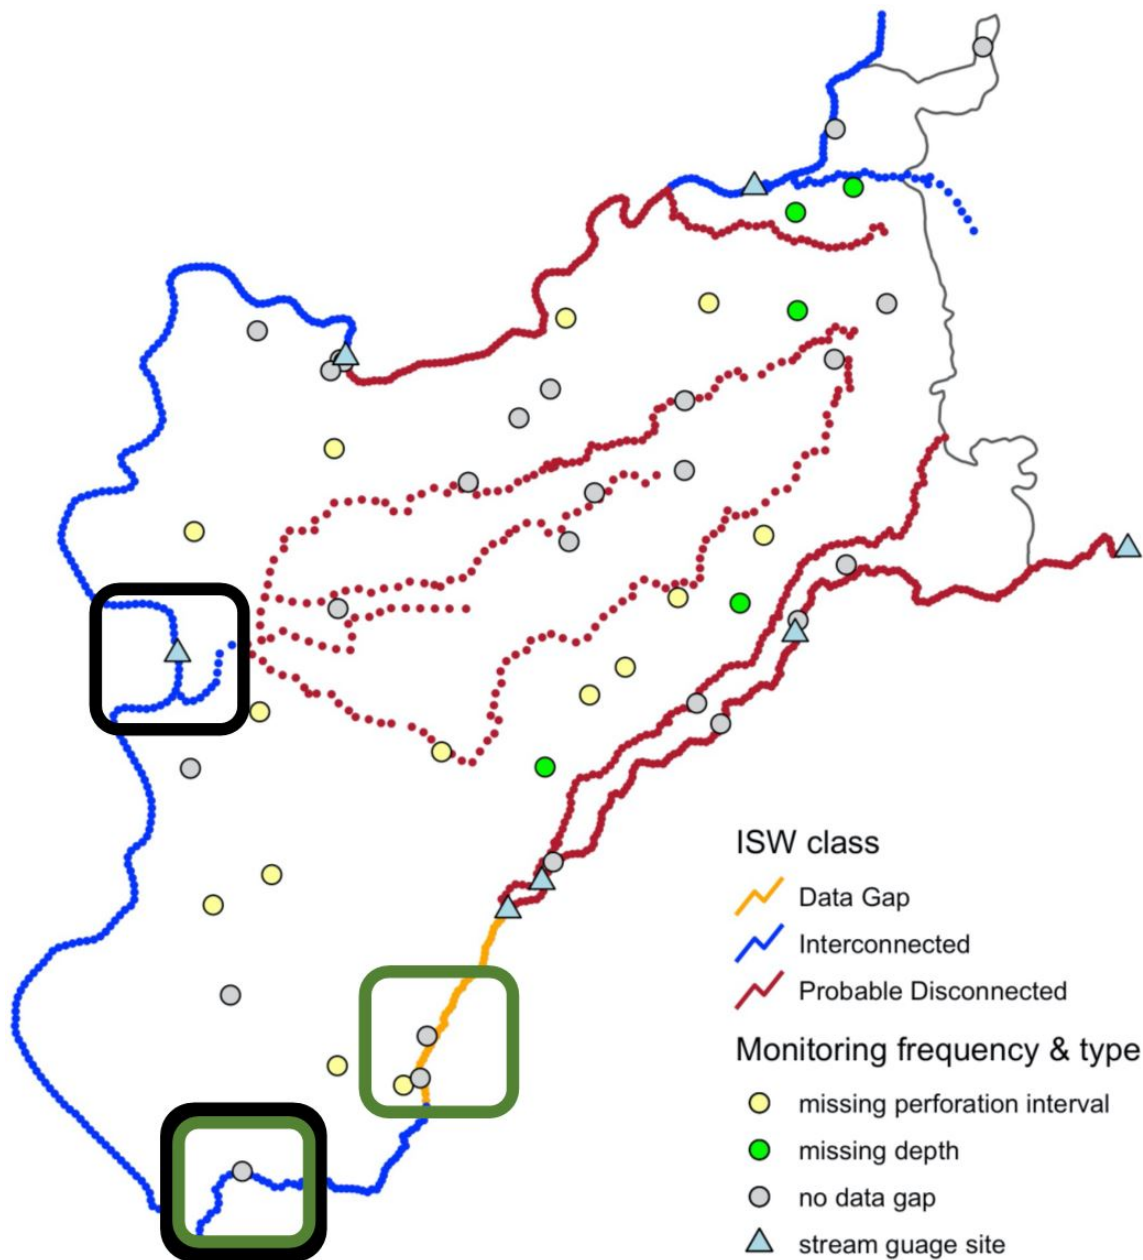 ISW class
Data Gap
Interconnected
Probable Disconnected
Monitoring frequency & type
missing perforation interval
missing depth
no data gap
stream guage site